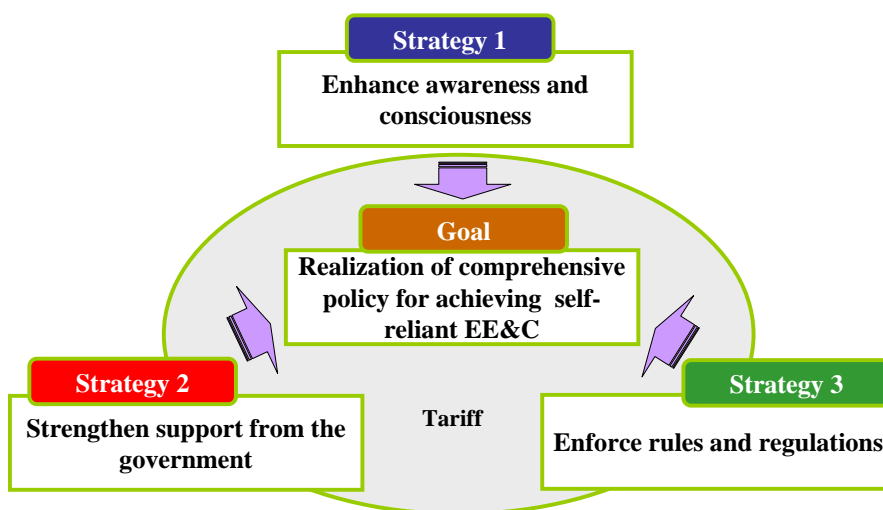 Strategy 1
Enhance awareness and
consciousness
Goal
Realization of comprehensive
policy for achieving self-
reliant EE&C
Strategy 2
Strengthen support from the
government
Tariff
Strategy 3
Enforce rules and regulations